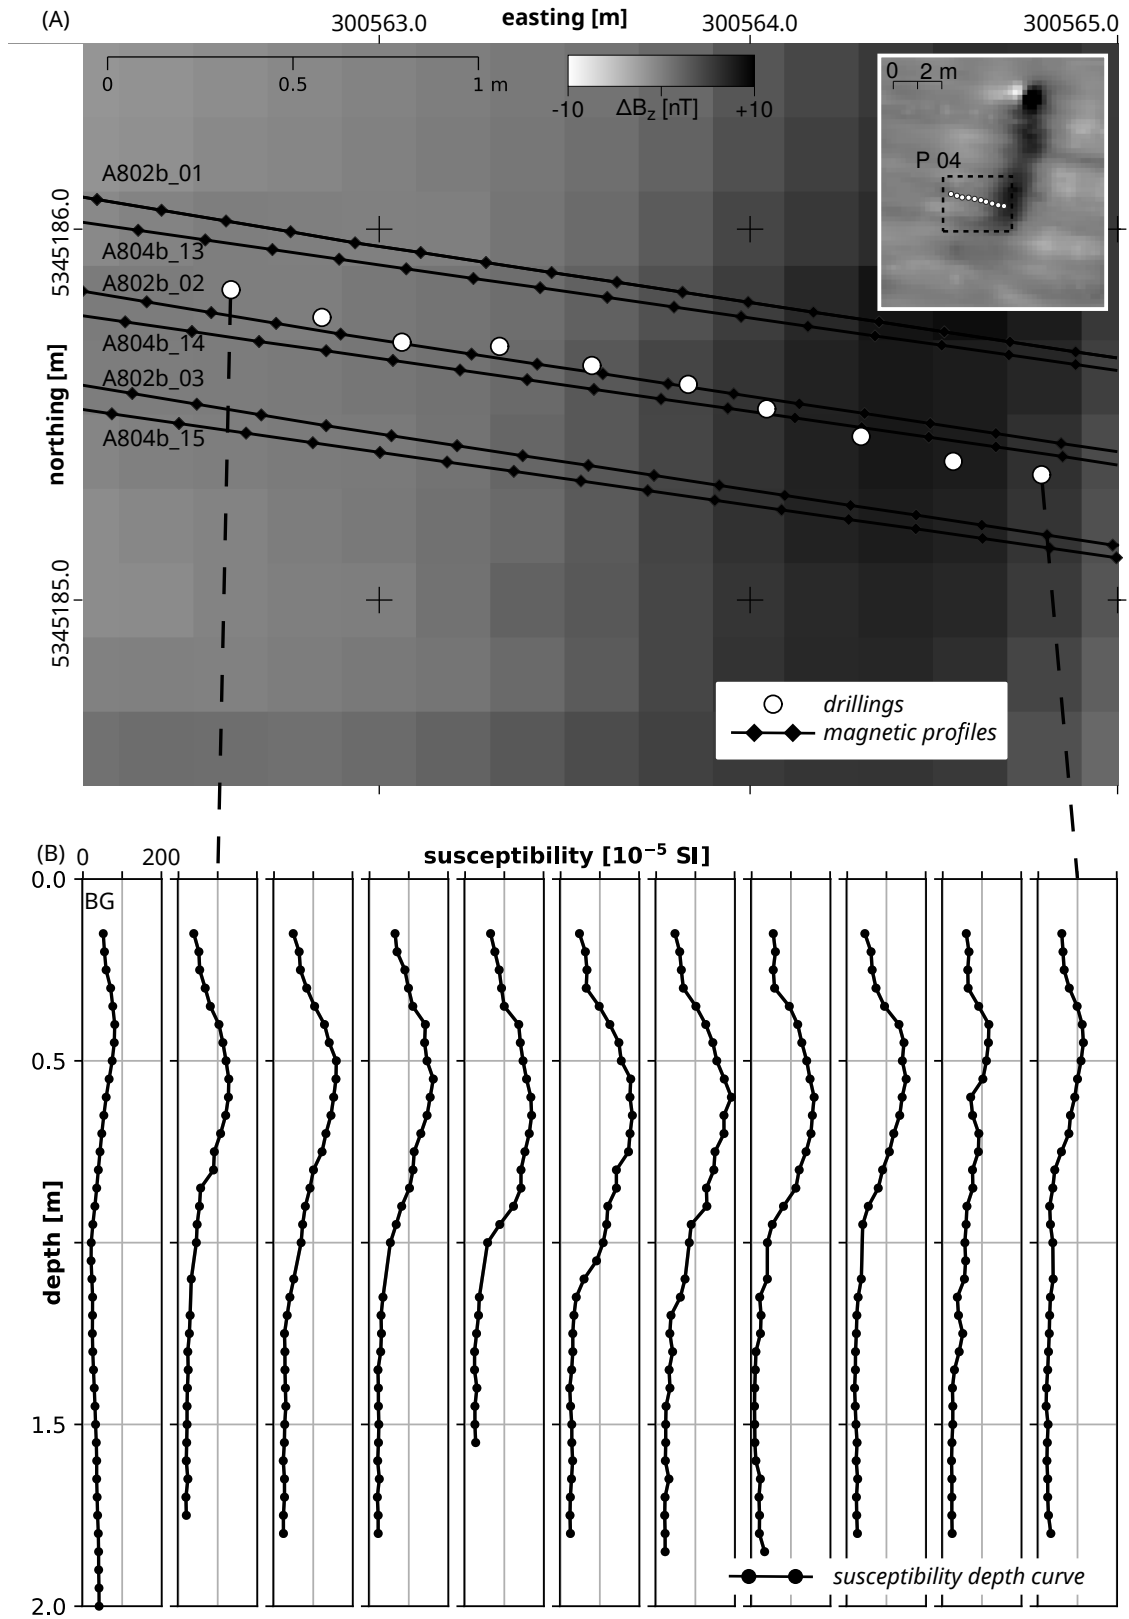 (A)
easting [m]
300563.0
300564.0
300565.0
0
0.5
1 m
-10
ΔBz [nT]
+10
0 2 m
P 04
A802b_01
A804b_13
A802b_02
A804b_14
A802b_03
A804b_15
northing [m]
5345186.0
5345185.0
drillings
magnetic profiles
(B)
0
200
susceptibility [10⁻⁵ SI]
BG
depth [m]
0.0
0.5
1.5
2.0
susceptibility depth curve